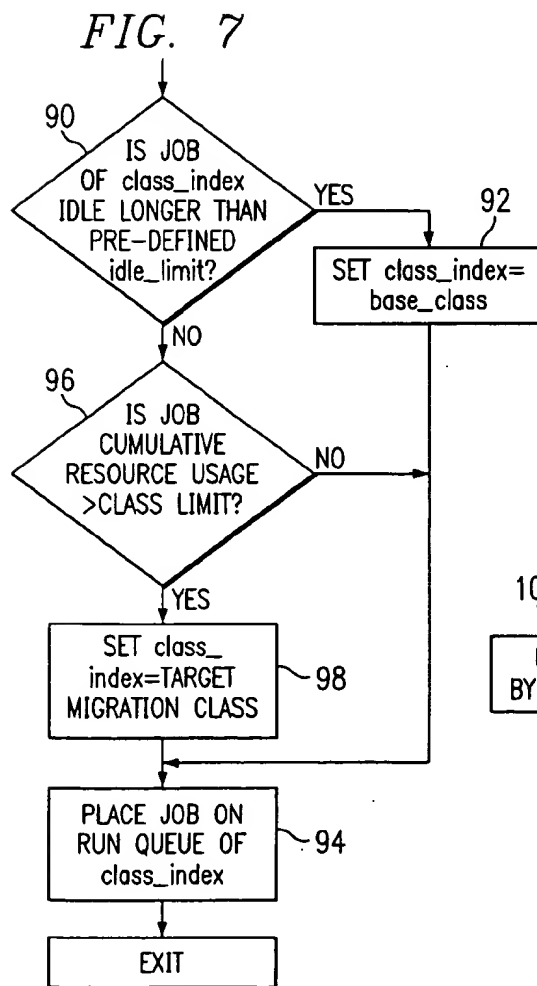 FIG. 7
90
IS JOB
OF class_index
IDLE LONGER THAN
PRE-DEFINED
idle_limit?
YES
92
SET class_index=
base_class
NO
96
IS JOB
CUMULATIVE
RESOURCE USAGE
>CLASS LIMIT?
NO
YES
SET class_
index=TARGET
MIGRATION CLASS
98
10
BY
PLACE JOB ON
RUN QUEUE OF
class_index
94
EXIT